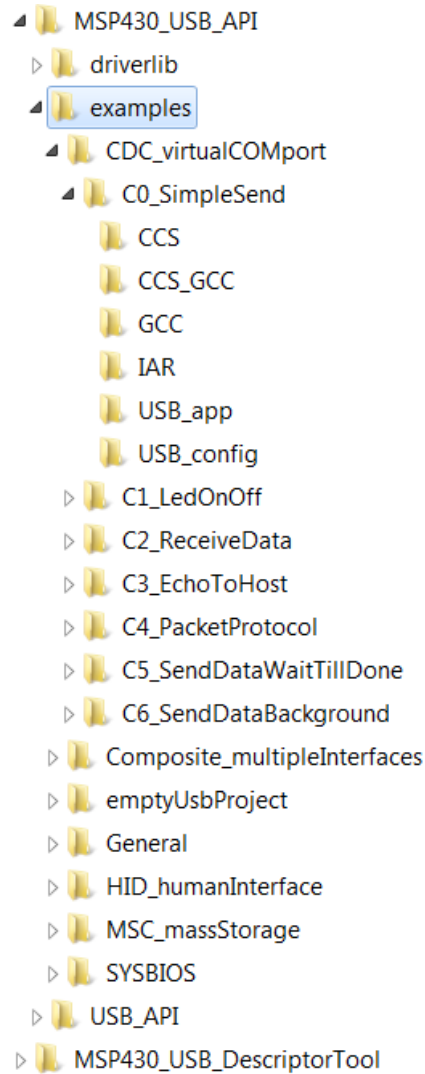 MSP430_USB_API
driverlib
examples
CDC_virtualCOMport
C0_SimpleSend
CCS
CCS_GCC
GCC
IAR
USB_app
USB_config
C1_LedOnOff
C2_ReceiveData
C3_EchoToHost
C4_PacketProtocol
C5_SendDataWaitTillDone
C6_SendDataBackground
Composite_multipleInterfaces
emptyUsbProject
General
HID_humanInterface
MSC_massStorage
SYSBIOS
USB_API
MSP430_USB_DescriptorTool